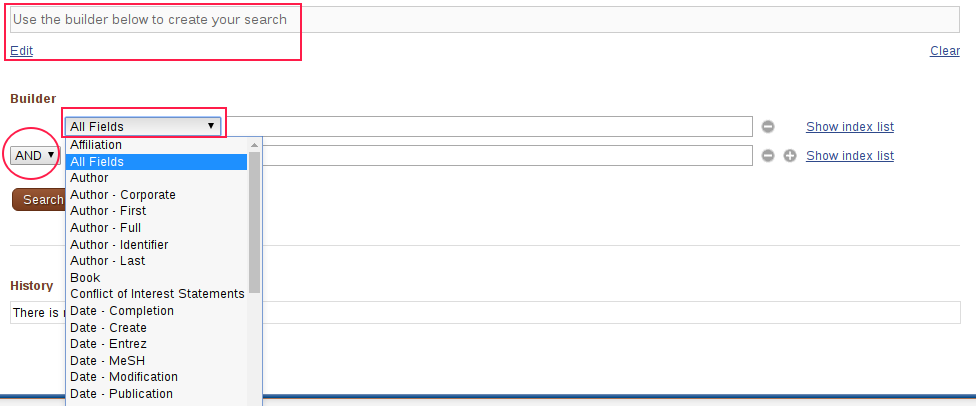 Use the builder below to create your search
Edit Clear
Builder
All Fields Show index list
Affiliation
AND All Fields Show index list
Author
Author - Corporate
Search
Author - First
Author - Full
Author - Identifier
Author - Last
Book
History
Conflict of Interest Statements
There is
Date - Completion
Date - Create
Date - Entrez
Date - MeSH
Date - Modification
Date - Publication